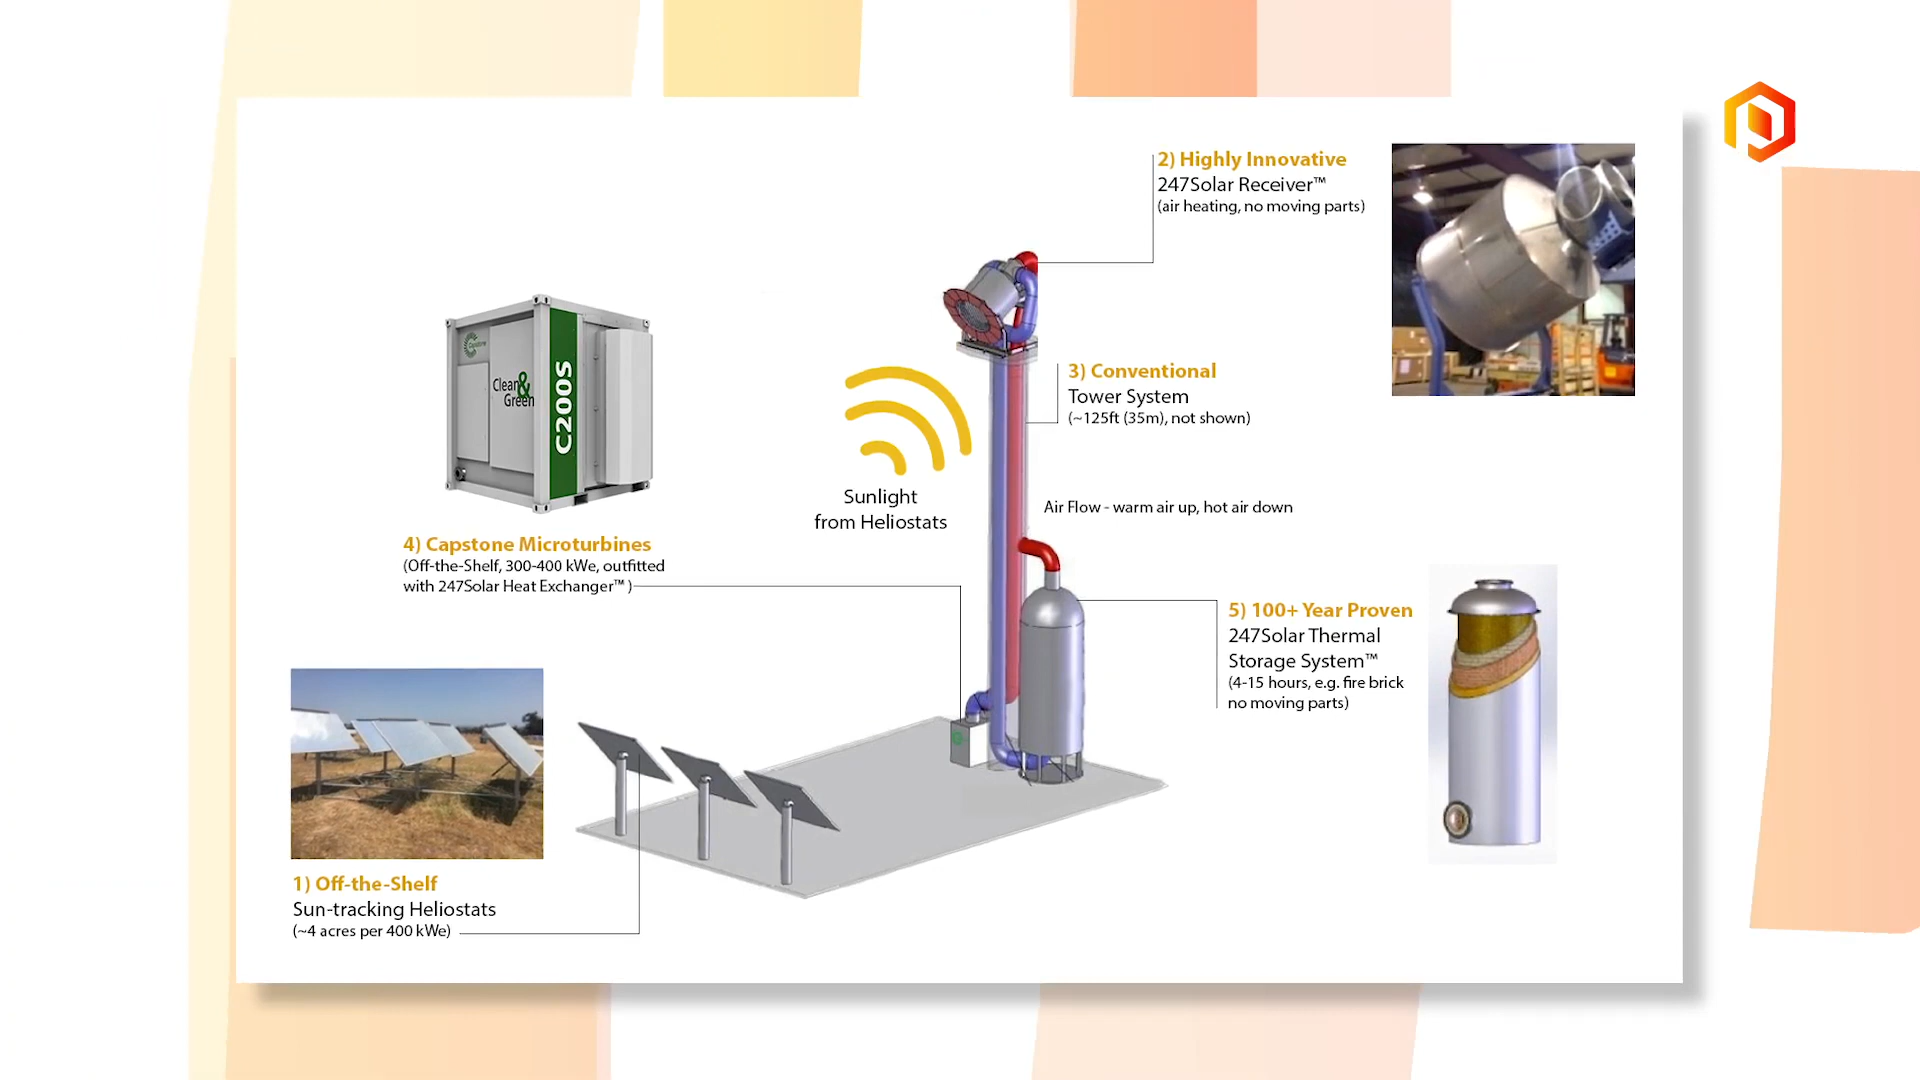 2) Highly Innovative
247Solar Receiver™
(air heating, no moving parts)
3) Conventional
Tower System
(~125ft (35m), not shown)
Capstone
Clean&
Green
C200S
Sunlight
from Heliostats
Air Flow - warm air up, hot air down
4) Capstone Microturbines
(Off-the-Shelf, 300-400 kWe, outfitted
with 247Solar Heat Exchanger™ )
5) 100+ Year Proven
247Solar Thermal
Storage System™
(4-15 hours, e.g. fire brick
no moving parts)
1) Off-the-Shelf
Sun-tracking Heliostats
(~4 acres per 400 kWe)